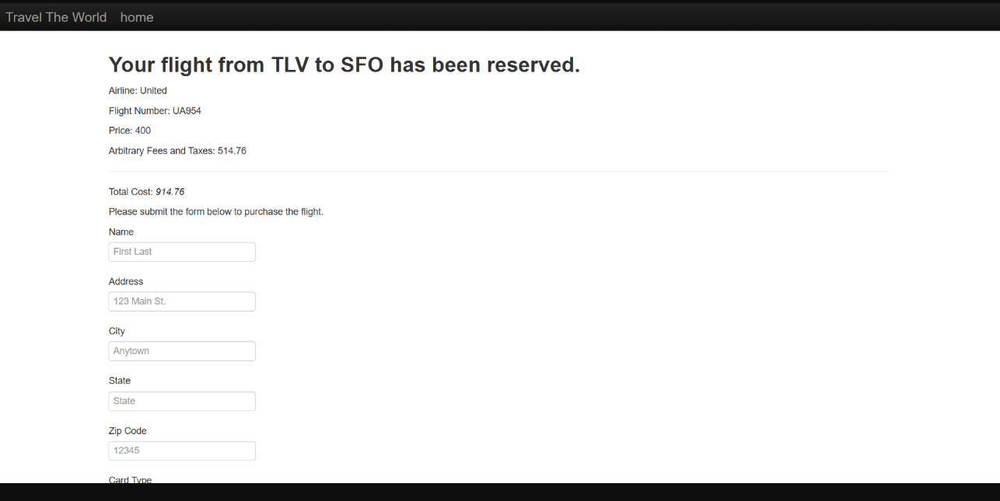 Travel The World home
Your flight from TLV to SFO has been reserved.
Airline: United
Flight Number: UA954
Price: 400
Arbitrary Fees and Taxes: 514.76
Total Cost: 914.76
Please submit the form below to purchase the flight.
Name
First Last
Address
123 Main St.
City
Anytown
State
State
Zip Code
12345
Card Type